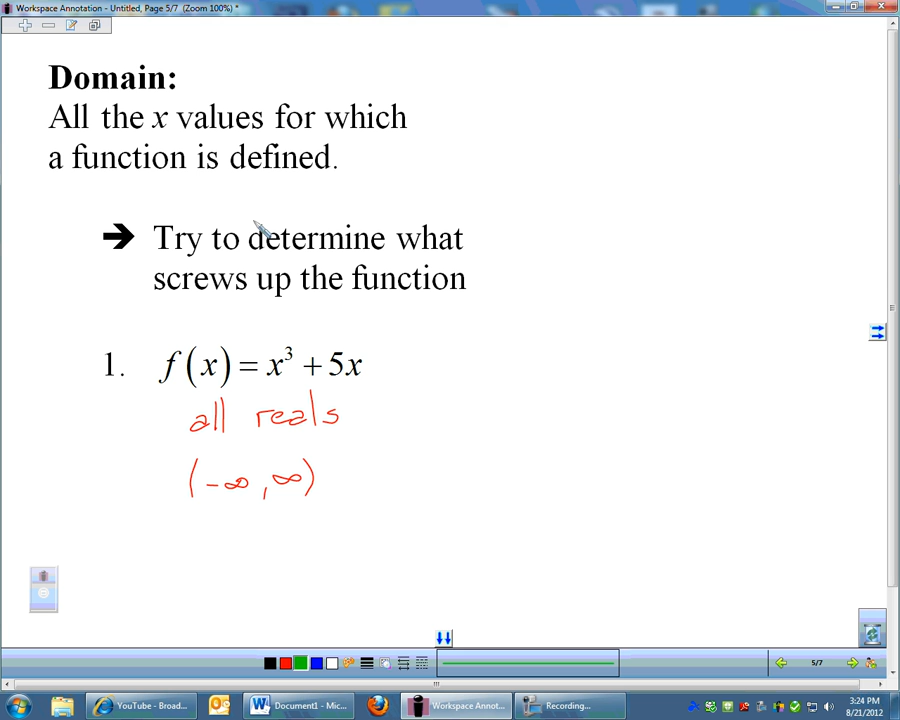 Workspace Annotation - Untitled, Page 5/7 (Zoom 100%) *
Domain:
All the x values for which
a function is defined.
➔ Try to determine what
screws up the function
1. f(x) = x³ + 5x
all reals
(-∞, ∞)
5/7
YouTube - Broad...
Document1 - Mic...
Workspace Annot...
Recording...
3:24 PM
8/21/2012